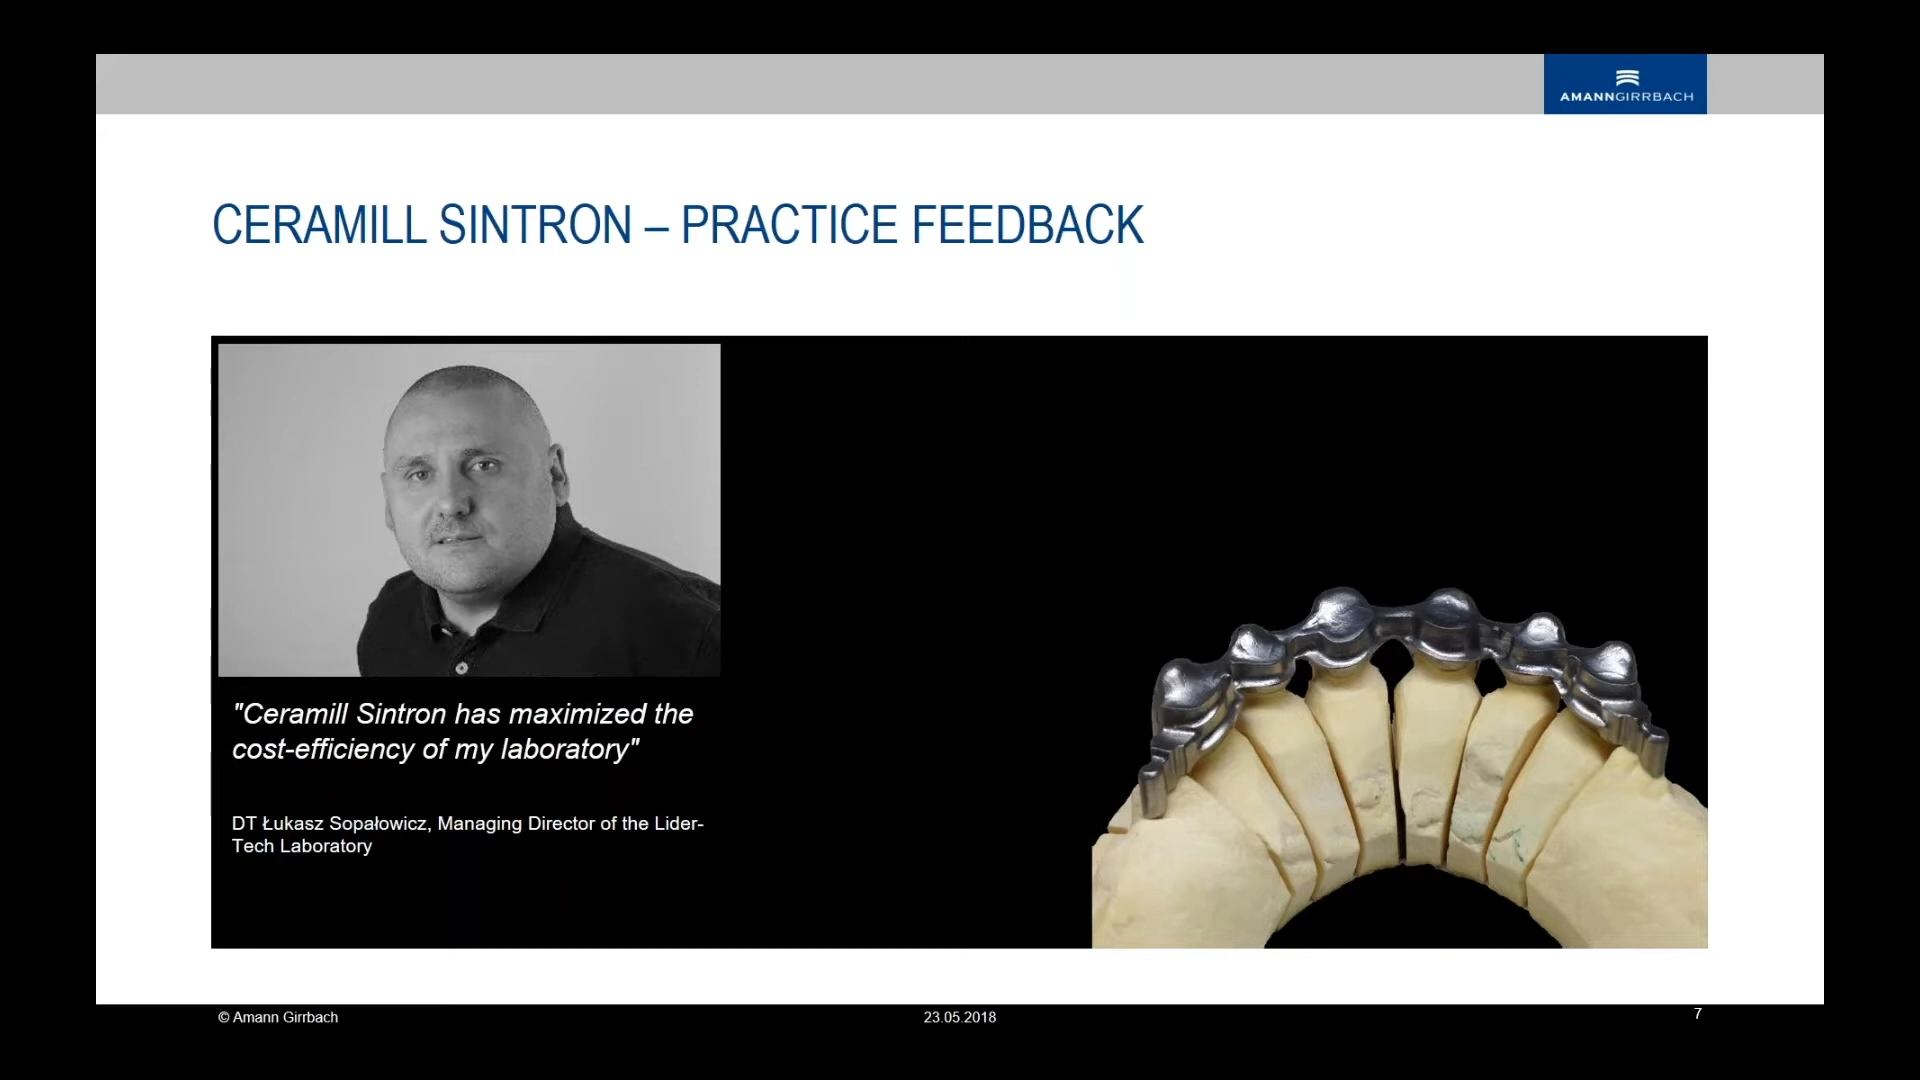 AMANNGIRRBACH
CERAMILL SINTRON – PRACTICE FEEDBACK
"Ceramill Sintron has maximized the
cost-efficiency of my laboratory"
DT Łukasz Sopałowicz, Managing Director of the Lider-
Tech Laboratory
© Amann Girrbach
23.05.2018
7